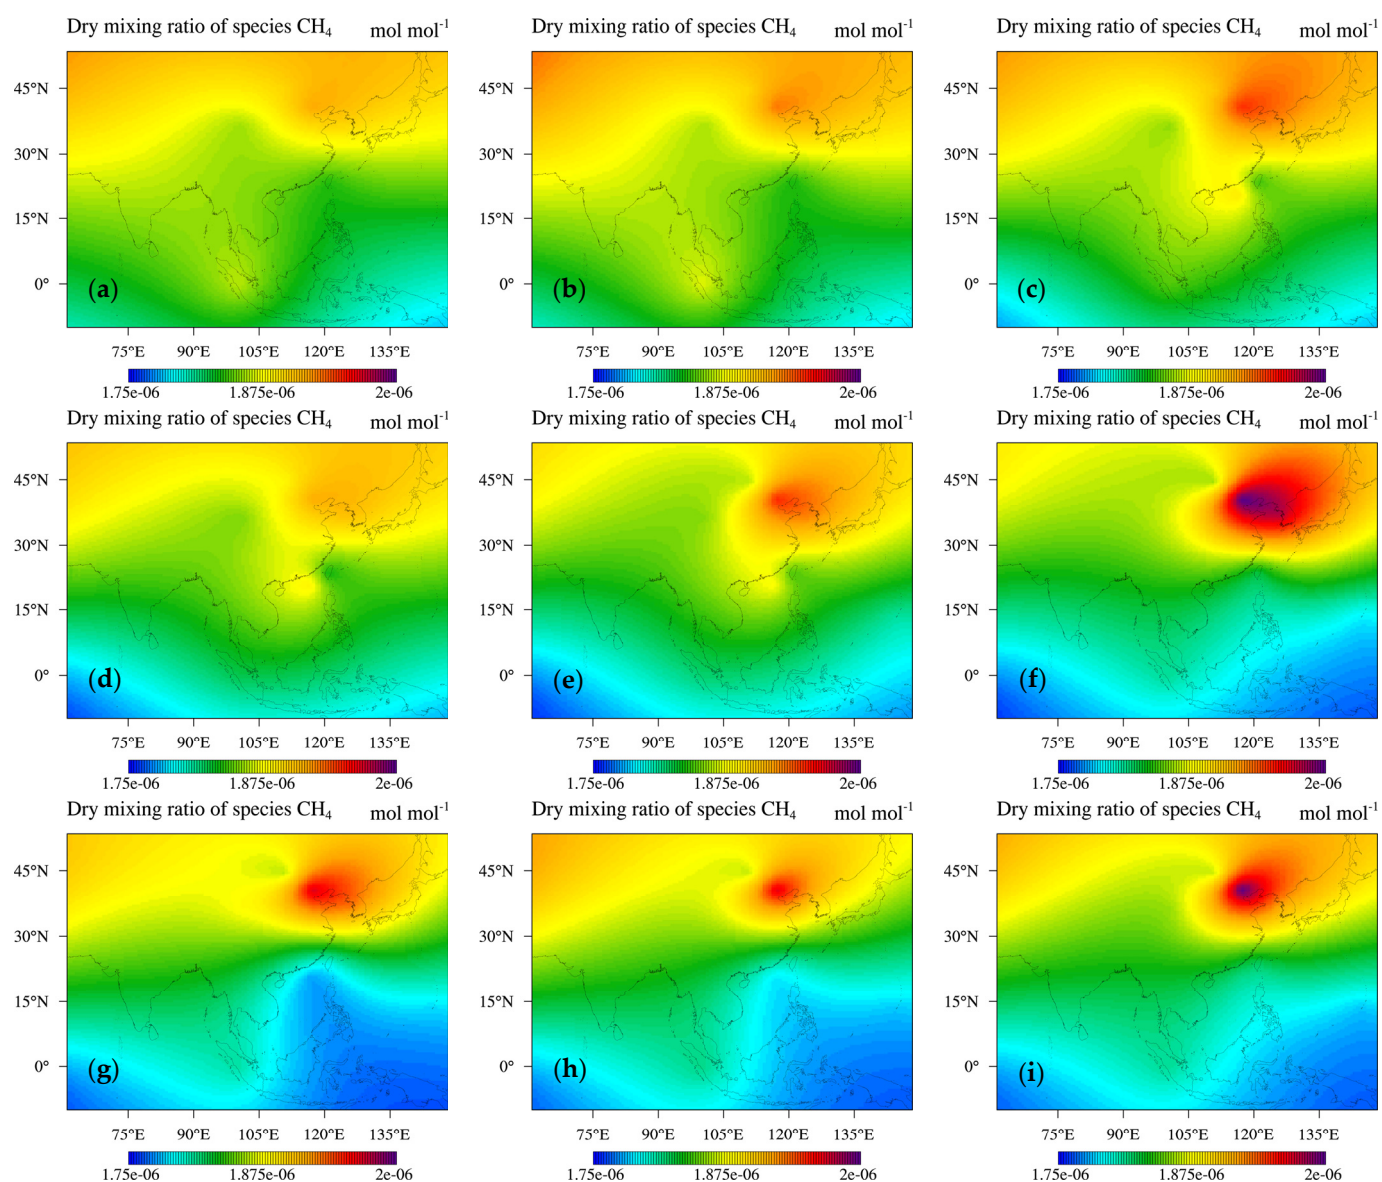 Dry mixing ratio of species CH₄ mol mol⁻¹ Dry mixing ratio of species CH₄ mol mol⁻¹ Dry mixing ratio of species CH₄ mol mol⁻¹
45°N 45°N 45°N
30°N 30°N 30°N
15°N 15°N 15°N
0° (a) 0° (b) 0° (c)
75°E 90°E 105°E 120°E 135°E 75°E 90°E 105°E 120°E 135°E 75°E 90°E 105°E 120°E 135°E
1.75e-06 1.875e-06 2e-06 1.75e-06 1.875e-06 2e-06 1.75e-06 1.875e-06 2e-06
Dry mixing ratio of species CH₄ mol mol⁻¹ Dry mixing ratio of species CH₄ mol mol⁻¹ Dry mixing ratio of species CH₄ mol mol⁻¹
45°N 45°N 45°N
30°N 30°N 30°N
15°N 15°N 15°N
0° (d) 0° (e) 0° (f)
75°E 90°E 105°E 120°E 135°E 75°E 90°E 105°E 120°E 135°E 75°E 90°E 105°E 120°E 135°E
1.75e-06 1.875e-06 2e-06 1.75e-06 1.875e-06 2e-06 1.75e-06 1.875e-06 2e-06
Dry mixing ratio of species CH₄ mol mol⁻¹ Dry mixing ratio of species CH₄ mol mol⁻¹ Dry mixing ratio of species CH₄ mol mol⁻¹
45°N 45°N 45°N
30°N 30°N 30°N
15°N 15°N 15°N
0° (g) 0° (h) 0° (i)
75°E 90°E 105°E 120°E 135°E 75°E 90°E 105°E 120°E 135°E 75°E 90°E 105°E 120°E 135°E
1.75e-06 1.875e-06 2e-06 1.75e-06 1.875e-06 2e-06 1.75e-06 1.875e-06 2e-06